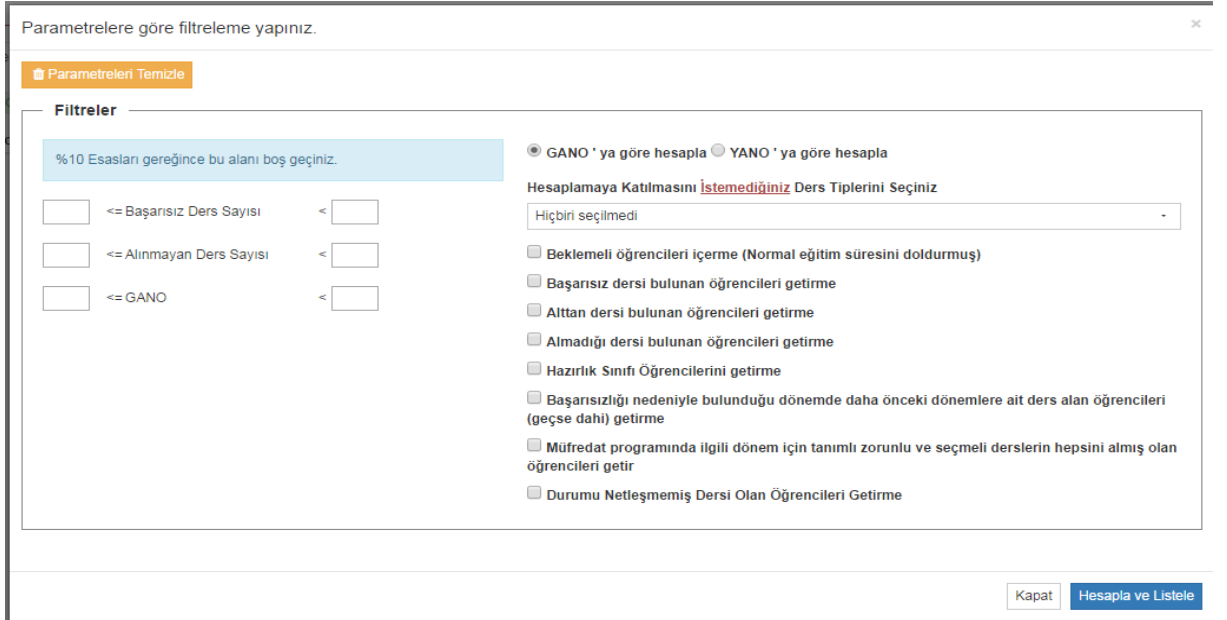 Parametrelere göre filtreleme yapınız.
×
Parametreleri Temizle
Filtreler
%10 Esasları gereğince bu alanı boş geçiniz.
<= Başarısız Ders Sayısı <
<= Alınmayan Ders Sayısı <
<= GANO <
GANO ' ya göre hesapla YANO ' ya göre hesapla
Hesaplamaya Katılmasını İstemediğiniz Ders Tiplerini Seçiniz
Hiçbiri seçilmedi
Beklemeli öğrencileri içerme (Normal eğitim süresini doldurmuş)
Başarısız dersi bulunan öğrencileri getirme
Alttan dersi bulunan öğrencileri getirme
Almadığı dersi bulunan öğrencileri getirme
Hazırlık Sınıfı Öğrencilerini getirme
Başarısızlığı nedeniyle bulunduğu dönemde daha önceki dönemlere ait ders alan öğrencileri
(geçse dahi) getirme
Müfredat programında ilgili dönem için tanımlı zorunlu ve seçmeli derslerin hepsini almış olan
öğrencileri getir
Durumu Netleşmemiş Dersi Olan Öğrencileri Getirme
Kapat Hesapla ve Listele